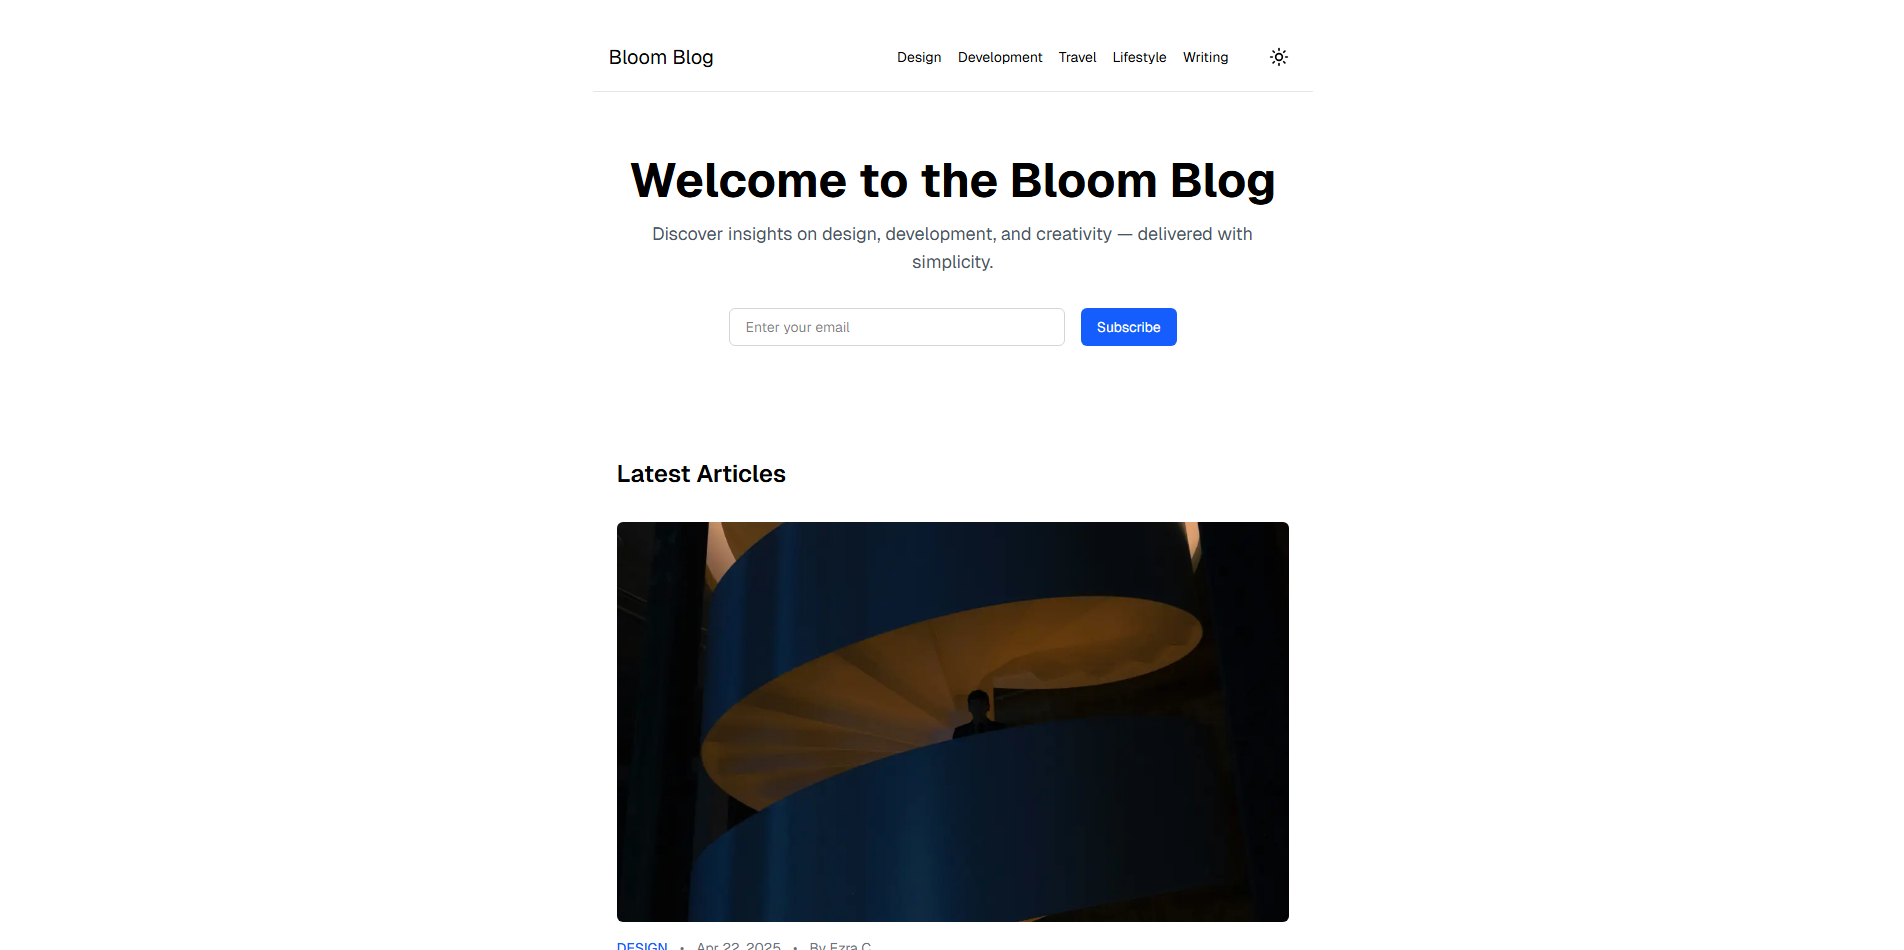 Bloom Blog
Design Development Travel Lifestyle Writing
Welcome to the Bloom Blog
Discover insights on design, development, and creativity — delivered with
simplicity.
Enter your email
Subscribe
Latest Articles
DESIGN • Apr 22, 2025 • By Ezra C